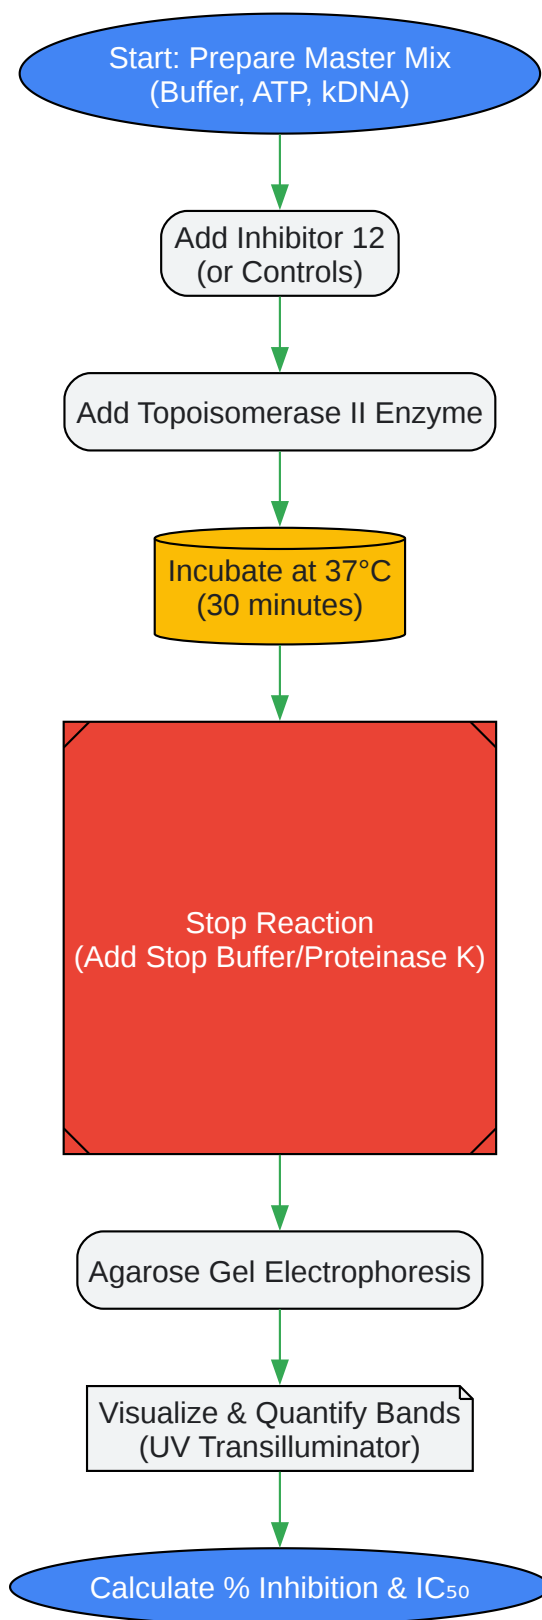 Start: Prepare Master Mix
(Buffer, ATP, kDNA)
Add Inhibitor 12
(or Controls)
Add Topoisomerase II Enzyme
Incubate at 37°C
(30 minutes)
Stop Reaction
(Add Stop Buffer/Proteinase K)
Agarose Gel Electrophoresis
Visualize & Quantify Bands
(UV Transilluminator)
Calculate % Inhibition & IC₅₀